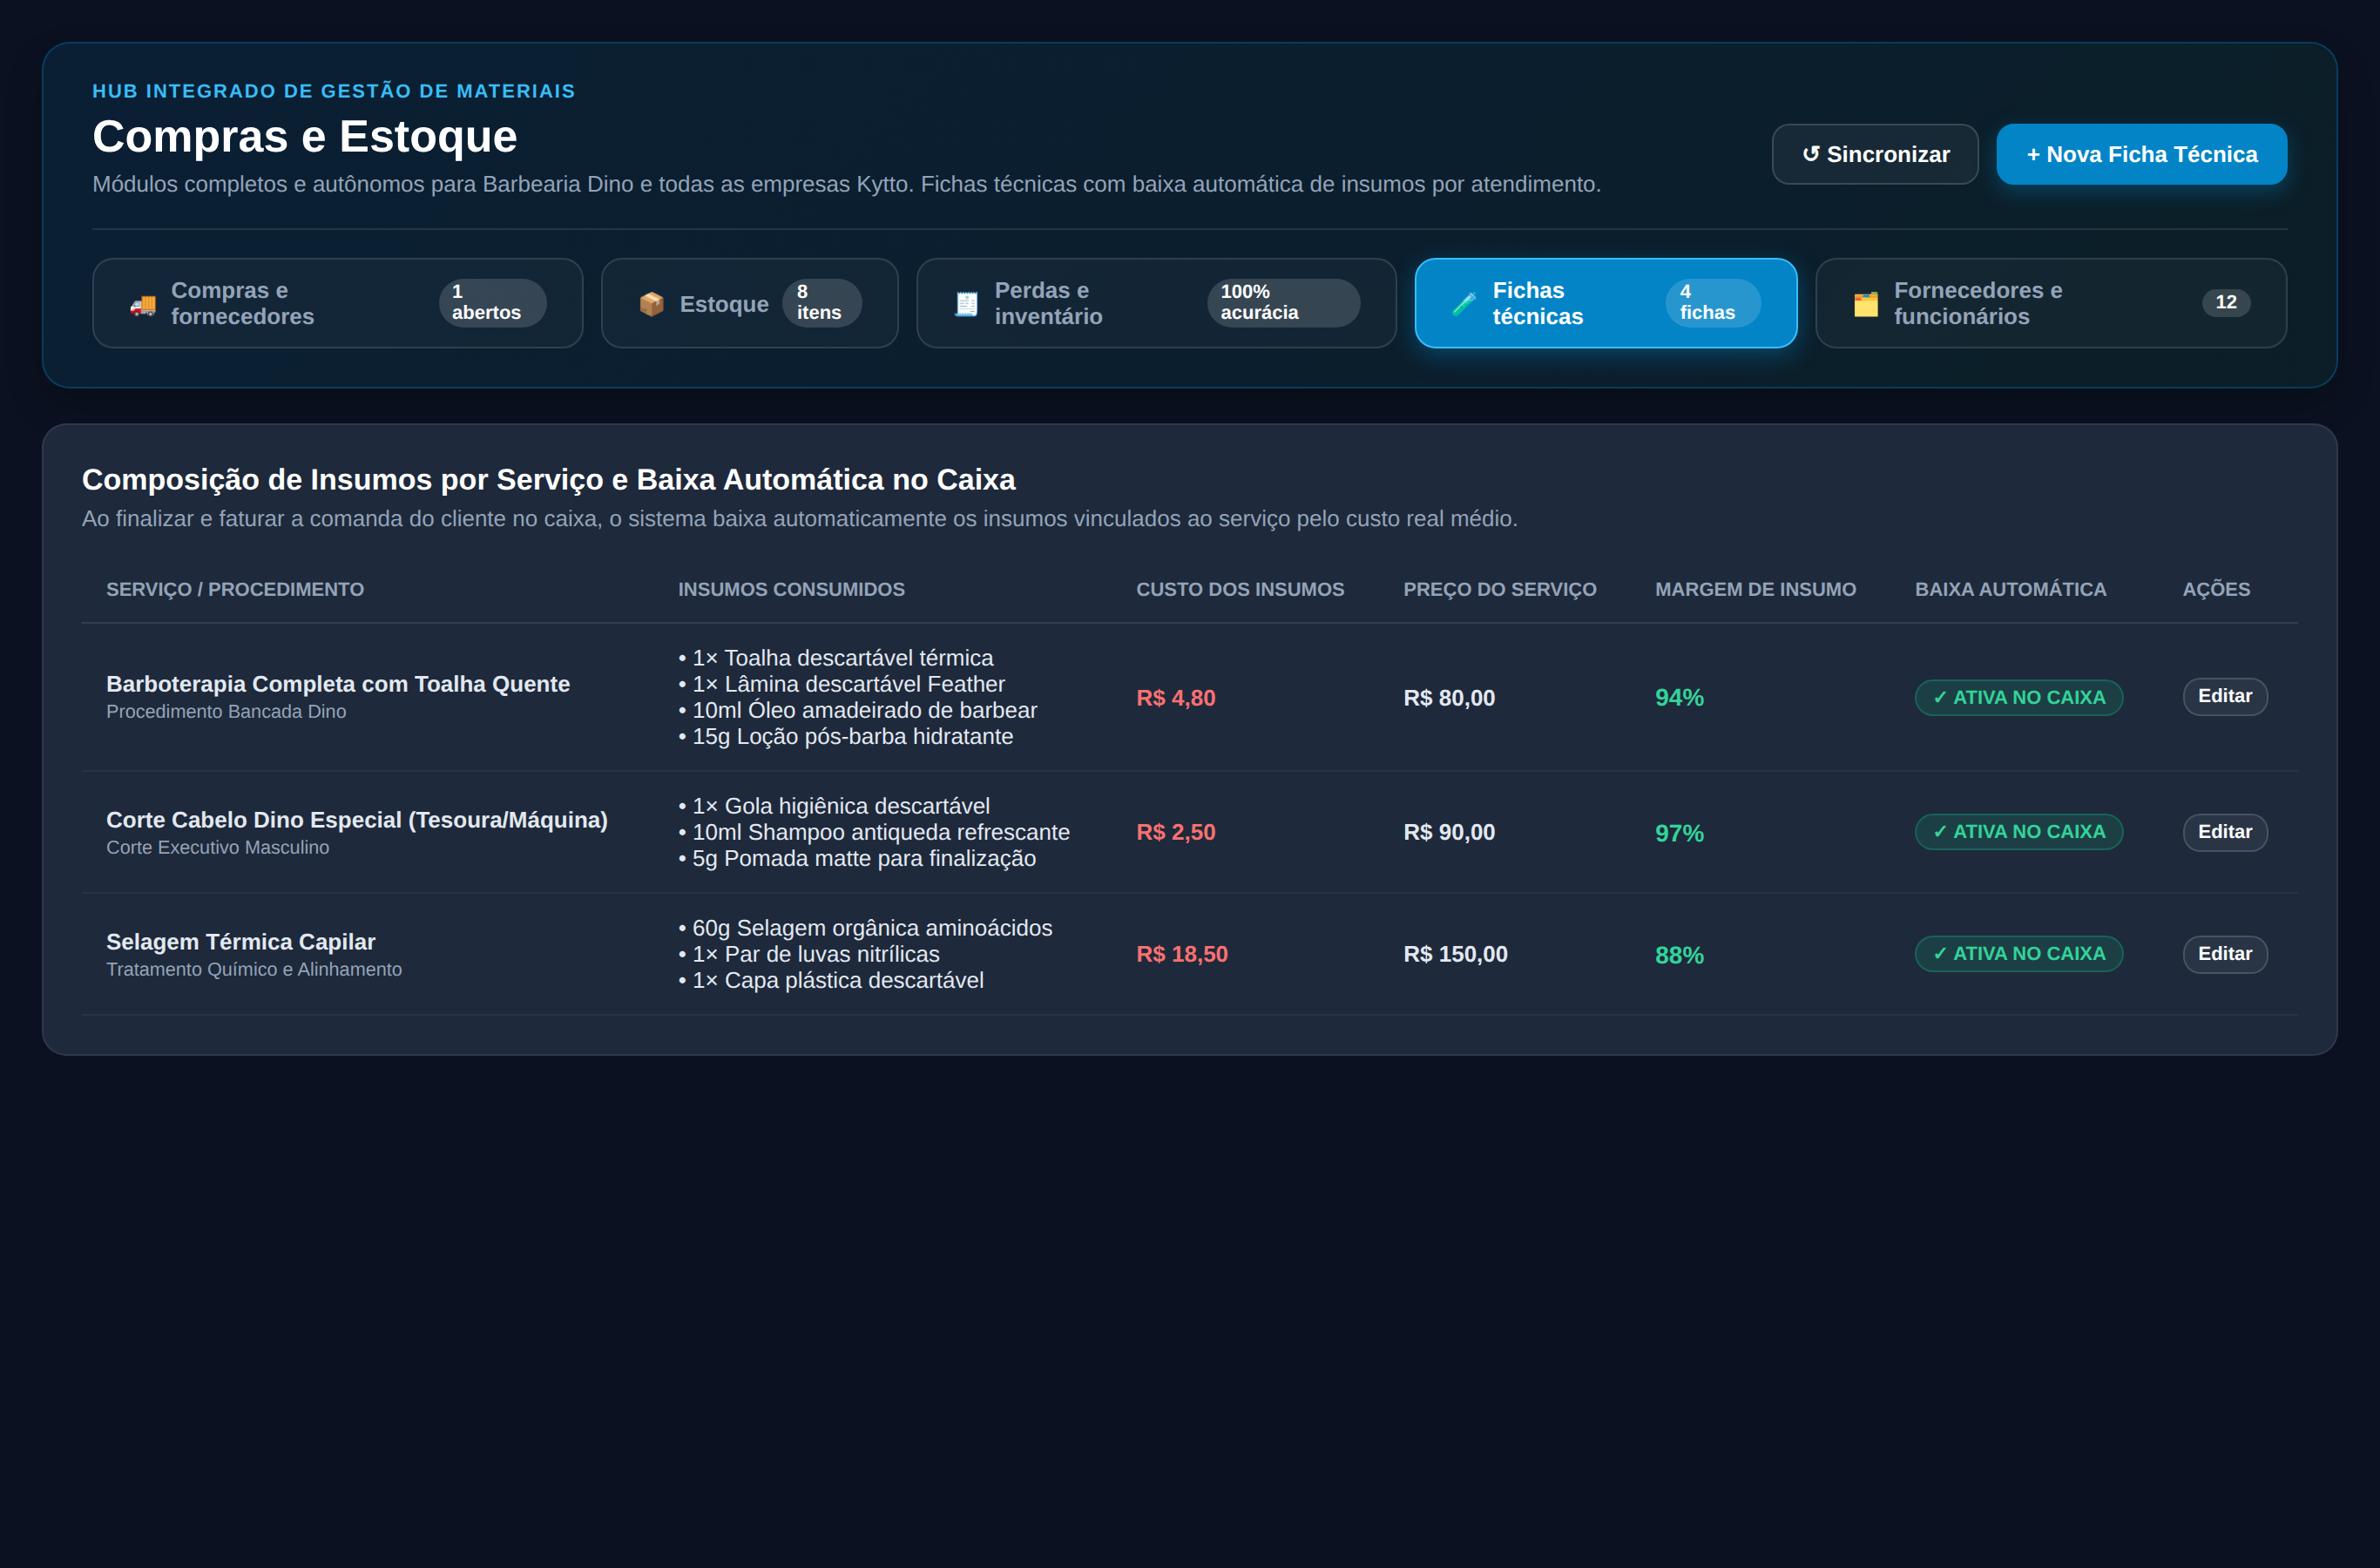 HUB INTEGRADO DE GESTÃO DE MATERIAIS
Compras e Estoque
Módulos completos e autônomos para Barbearia Dino e todas as empresas Kytto. Fichas técnicas com baixa automática de insumos por atendimento.
↺ Sincronizar
+ Nova Ficha Técnica
Compras e
fornecedores
1
abertos
Estoque
8
itens
Perdas e
inventário
100%
acurácia
Fichas
técnicas
4
fichas
Fornecedores e
funcionários
12
Composição de Insumos por Serviço e Baixa Automática no Caixa
Ao finalizar e faturar a comanda do cliente no caixa, o sistema baixa automaticamente os insumos vinculados ao serviço pelo custo real médio.
SERVIÇO / PROCEDIMENTO INSUMOS CONSUMIDOS CUSTO DOS INSUMOS PREÇO DO SERVIÇO MARGEM DE INSUMO BAIXA AUTOMÁTICA AÇÕES
Barboterapia Completa com Toalha Quente
Procedimento Bancada Dino
• 1× Toalha descartável térmica
• 1× Lâmina descartável Feather
• 10ml Óleo amadeirado de barbear
• 15g Loção pós-barba hidratante
R$ 4,80
R$ 80,00
94%
✓ ATIVA NO CAIXA
Editar
Corte Cabelo Dino Especial (Tesoura/Máquina)
Corte Executivo Masculino
• 1× Gola higiênica descartável
• 10ml Shampoo antiqueda refrescante
• 5g Pomada matte para finalização
R$ 2,50
R$ 90,00
97%
✓ ATIVA NO CAIXA
Editar
Selagem Térmica Capilar
Tratamento Químico e Alinhamento
• 60g Selagem orgânica aminoácidos
• 1× Par de luvas nitrílicas
• 1× Capa plástica descartável
R$ 18,50
R$ 150,00
88%
✓ ATIVA NO CAIXA
Editar